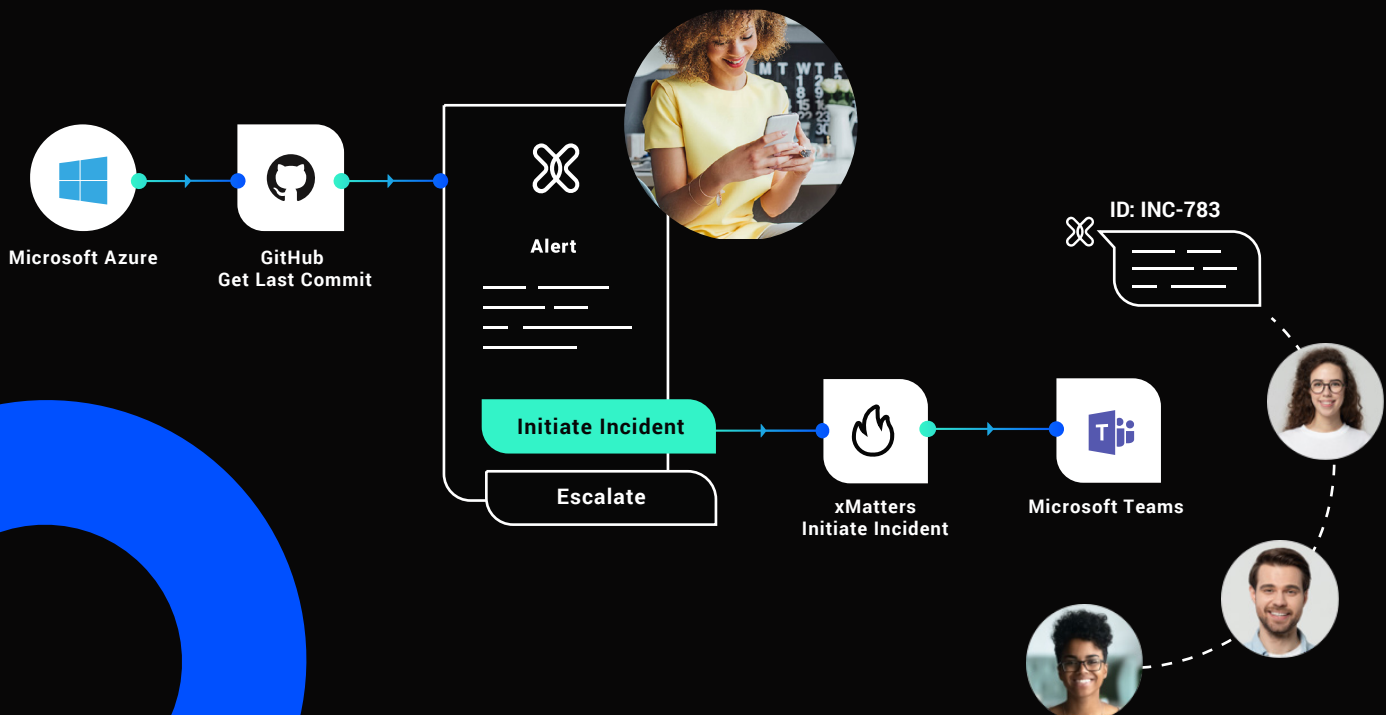 Microsoft Azure
GitHub
Get Last Commit
Alert
Initiate Incident
Escalate
M T W T F
xMatters
Initiate Incident
T
Microsoft Teams
ID: INC-783